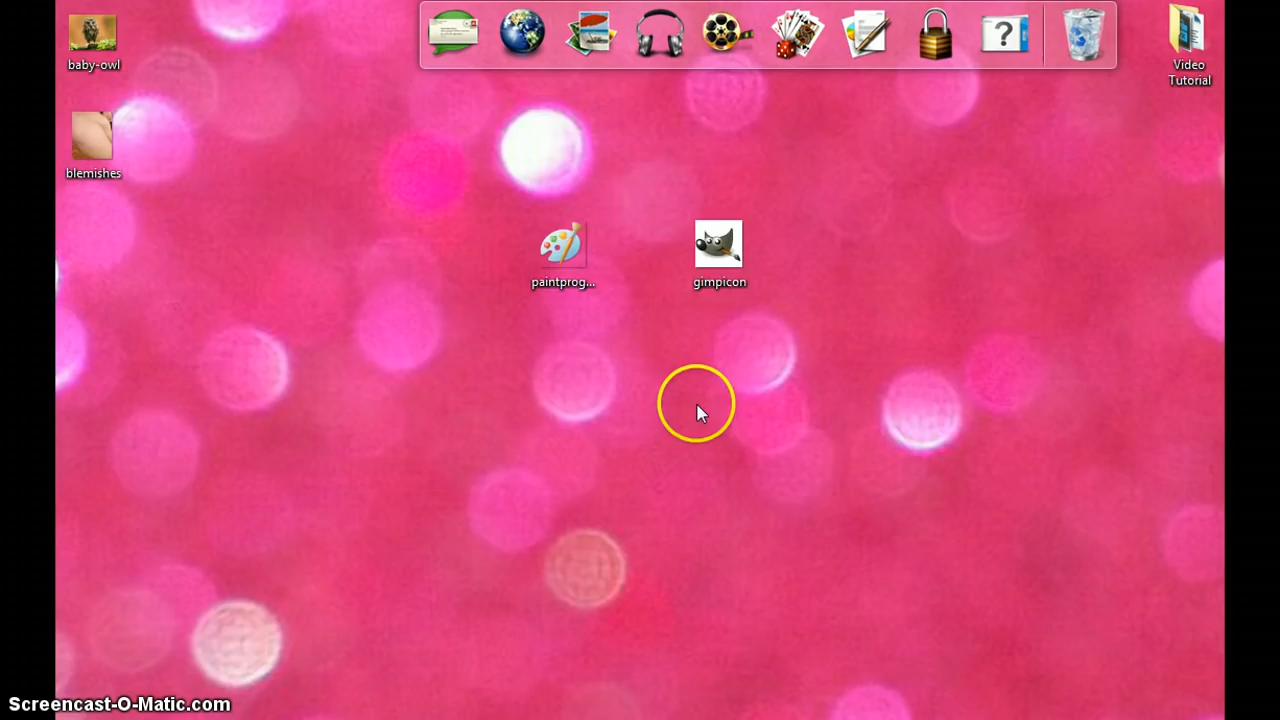 baby-owl
Video
Tutorial
blemishes
paintprog...
gimpicon
?
Screencast-O-Matic.com